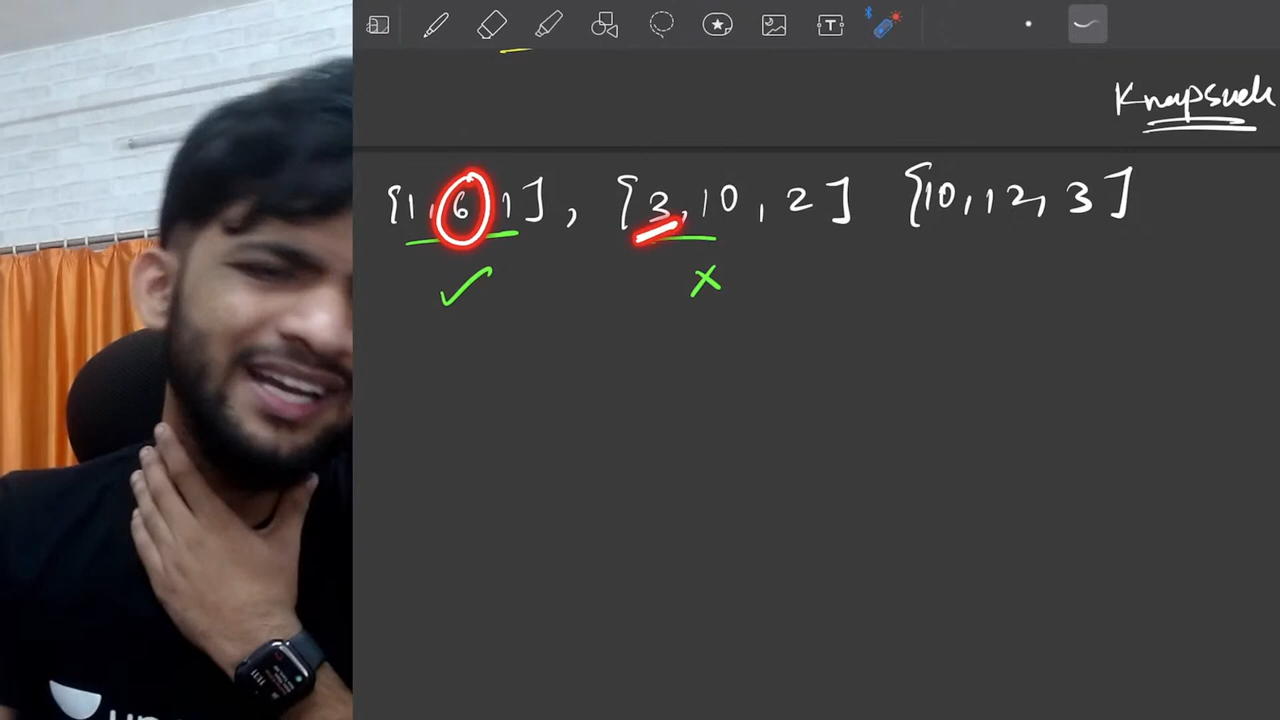 T
Knapsack
[1, 6, 1], [3, 10, 2] [10, 12, 3]
✓ x